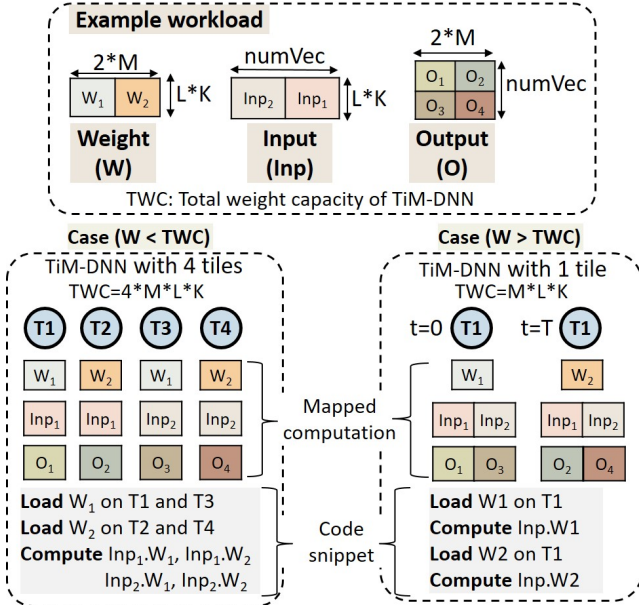 Example workload
2*M
numVec
2*M
W1 W2
L*K
Inp2 Inp1
L*K
O1 O2
O3 O4
numVec
Weight
(W)
Input
(Inp)
Output
(O)
TWC: Total weight capacity of TiM-DNN
Case (W < TWC)
TiM-DNN with 4 tiles
TWC=4*M*L*K
T1 T2 T3 T4
W1 W2 W1 W2
Inp1 Inp1 Inp2 Inp2
O1 O2 O3 O4
Load W1 on T1 and T3
Load W2 on T2 and T4
Compute Inp1.W1, Inp1.W2
Inp2.W1, Inp2.W2
Mapped
computation
Code
snippet
Case (W > TWC)
TiM-DNN with 1 tile
TWC=M*L*K
t=0 T1 t=T T1
W1 W2
Inp1 Inp2 Inp1 Inp2
O1 O3 O2 O4
Load W1 on T1
Compute Inp.W1
Load W2 on T1
Compute Inp.W2